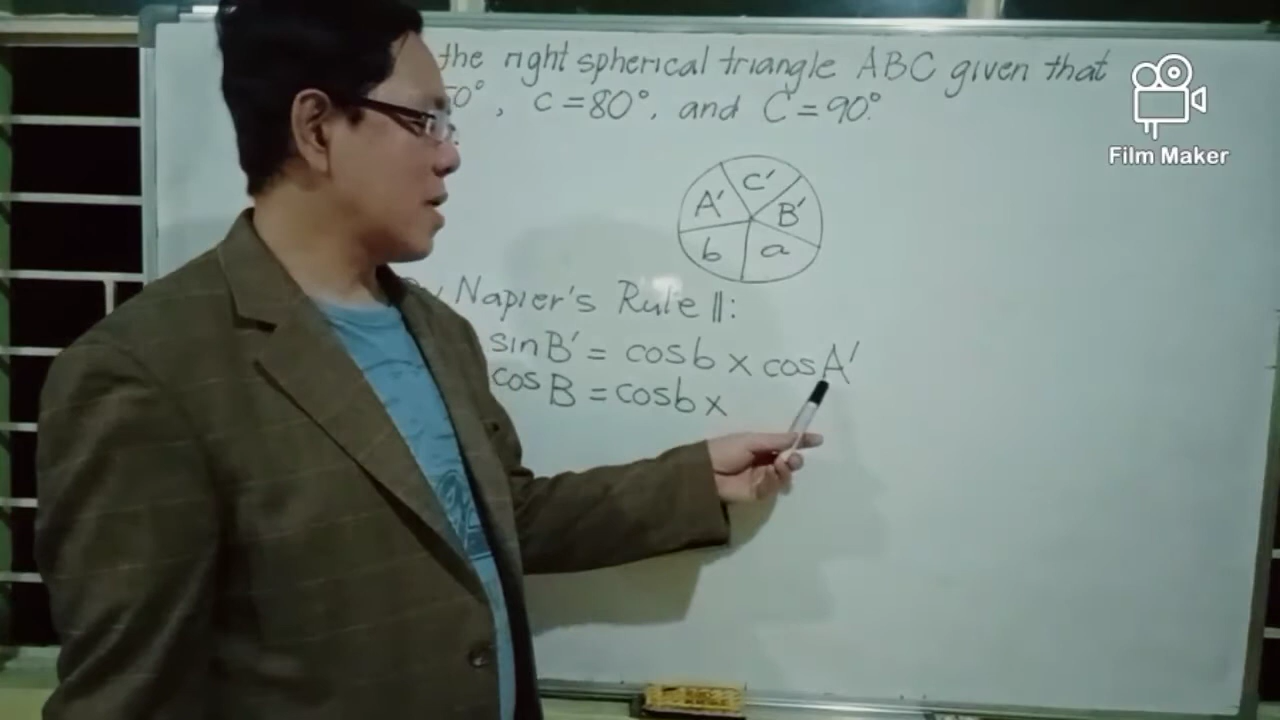 the right spherical triangle ABC given that
0°, c = 80°, and C = 90°.
Film Maker
C'
A'
B'
b
a
Napier's Rule II:
sin B' = cos b x cos A'
cos B = cos b x